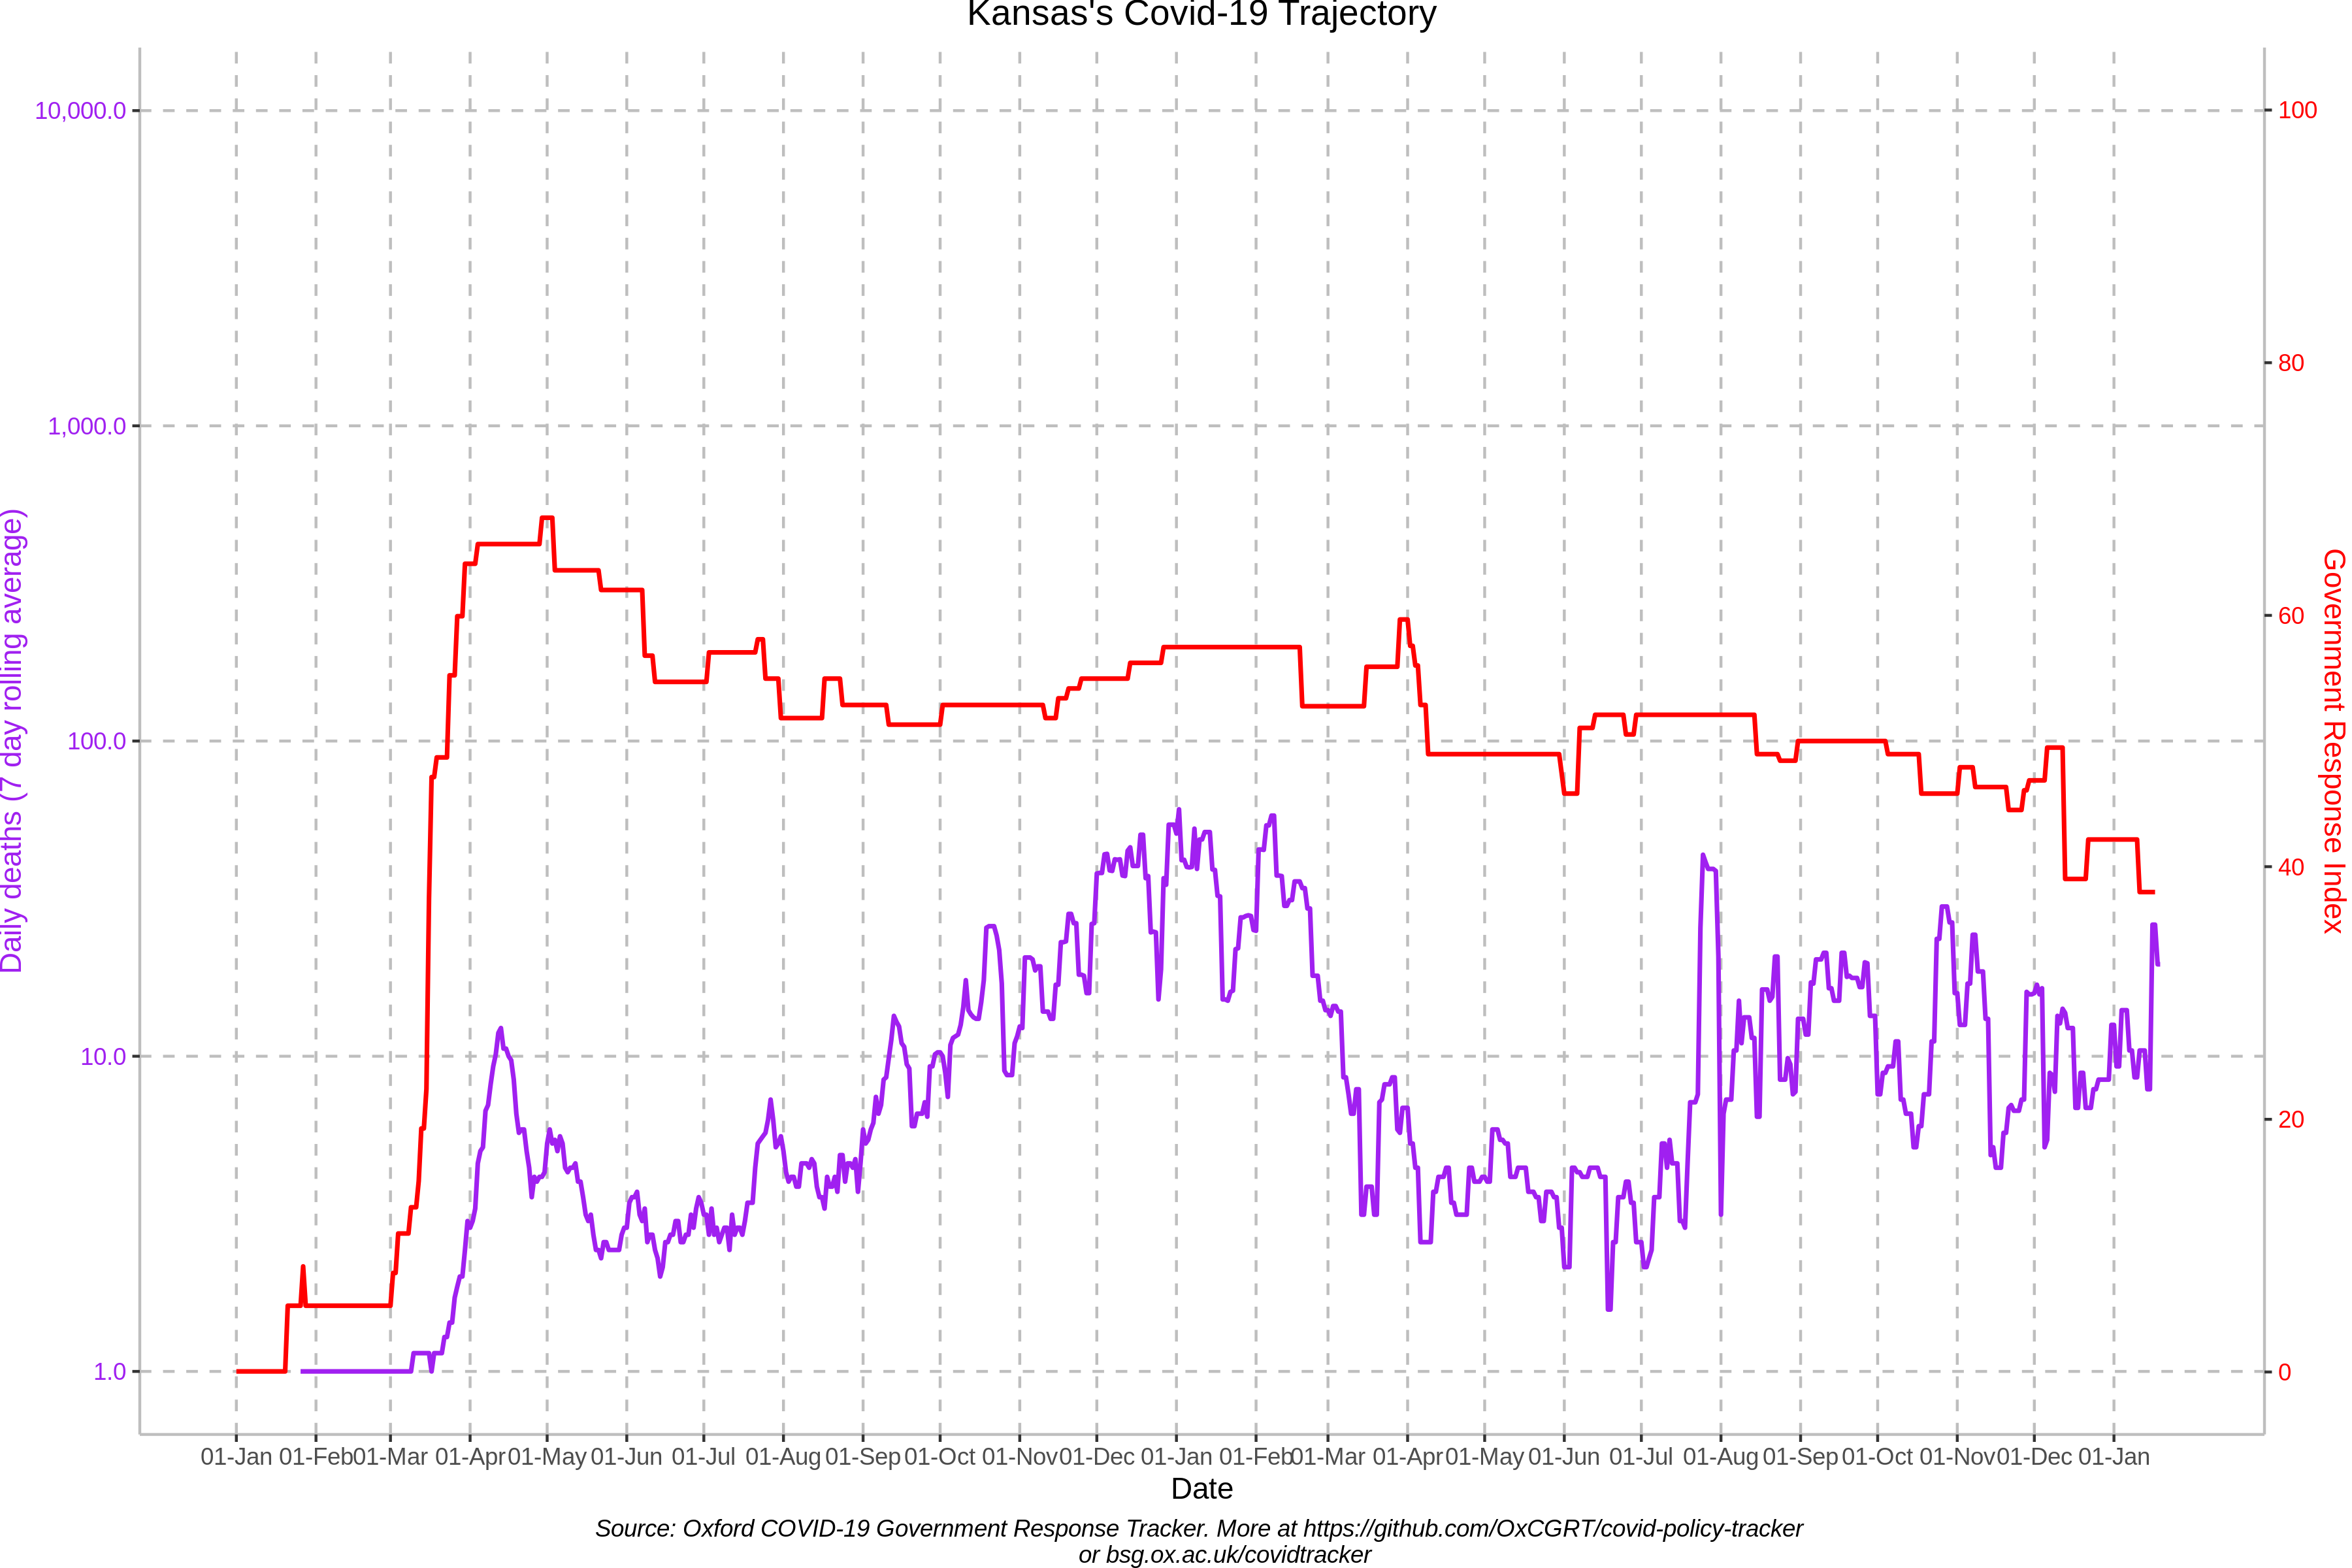 Kansas's Covid-19 Trajectory
10,000.0
1,000.0
100.0
10.0
1.0
Daily deaths (7 day rolling average)
100
80
60
40
20
0
Government Response Index
01-Jan 01-Feb 01-Mar 01-Apr 01-May 01-Jun 01-Jul 01-Aug 01-Sep 01-Oct 01-Nov 01-Dec 01-Jan 01-Feb 01-Mar 01-Apr 01-May 01-Jun 01-Jul 01-Aug 01-Sep 01-Oct 01-Nov 01-Dec 01-Jan
Date
Source: Oxford COVID-19 Government Response Tracker. More at https://github.com/OxCGRT/covid-policy-tracker
or bsg.ox.ac.uk/covidtracker